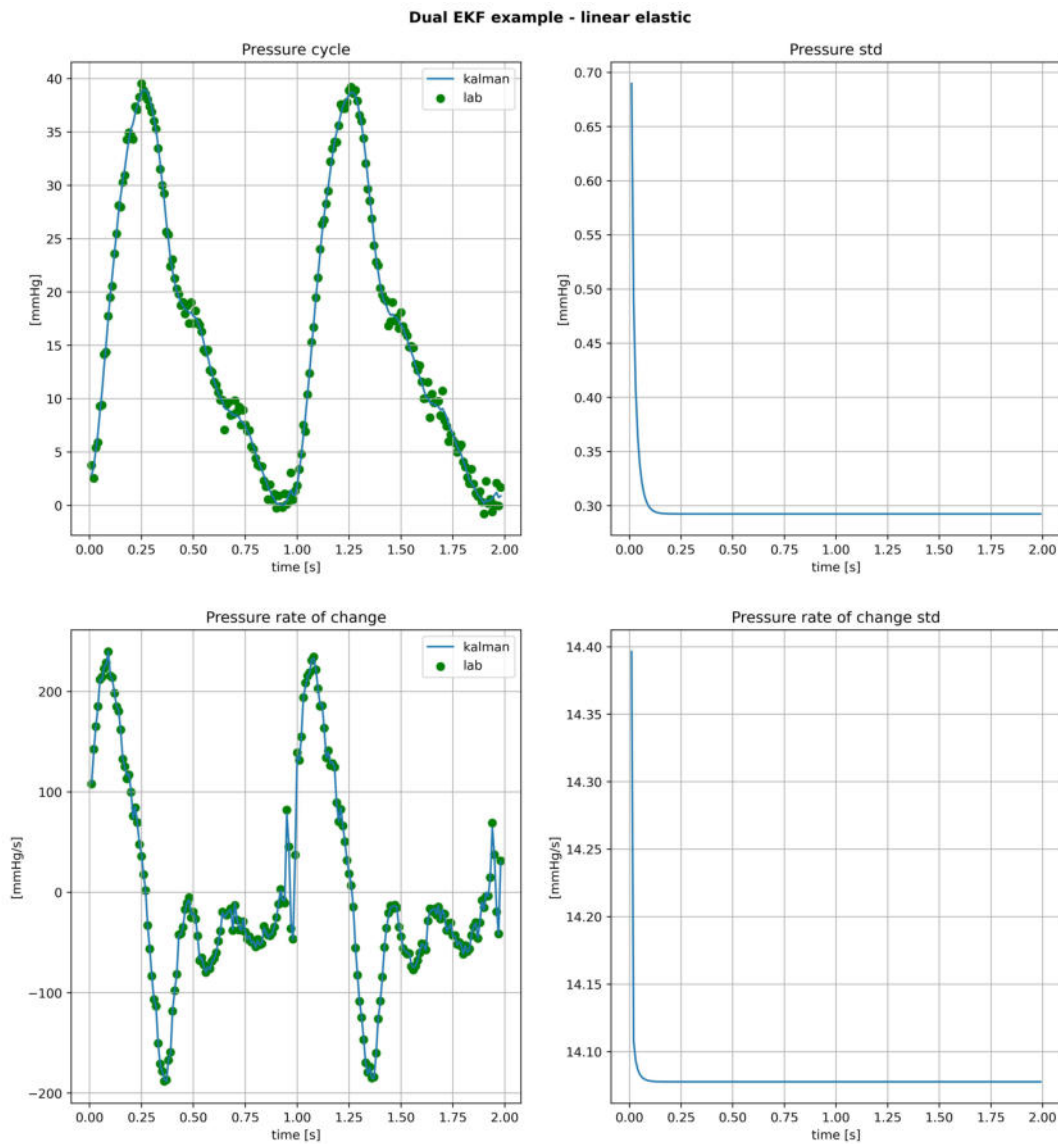 Dual EKF example - linear elastic
Pressure cycle
kalman
lab
40
35
30
25
20
15
10
5
0
[mmHg]
0.00 0.25 0.50 0.75 1.00 1.25 1.50 1.75 2.00
time [s]
Pressure std
0.70
0.65
0.60
0.55
0.50
0.45
0.40
0.35
0.30
[mmHg]
0.00 0.25 0.50 0.75 1.00 1.25 1.50 1.75 2.00
time [s]
Pressure rate of change
kalman
lab
200
100
0
−100
−200
[mmHg/s]
0.00 0.25 0.50 0.75 1.00 1.25 1.50 1.75 2.00
time [s]
Pressure rate of change std
14.40
14.35
14.30
14.25
14.20
14.15
14.10
[mmHg/s]
0.00 0.25 0.50 0.75 1.00 1.25 1.50 1.75 2.00
time [s]